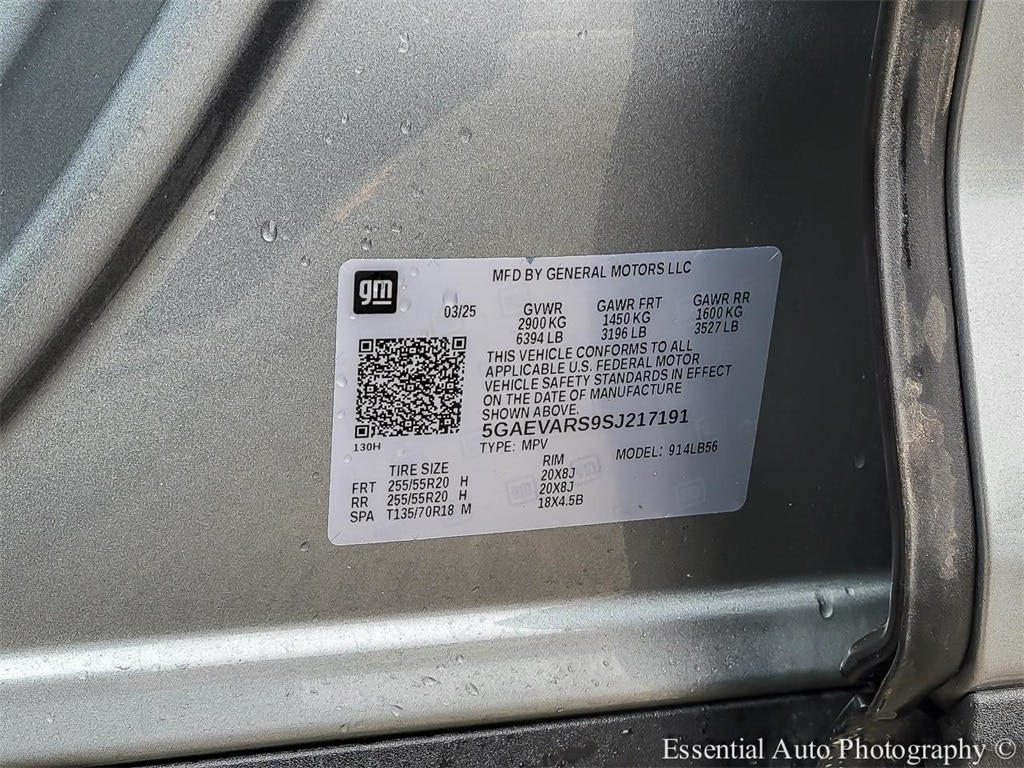 gm
MFD BY GENERAL MOTORS LLC
03/25 GVWR GAWR FRT GAWR RR
2900 KG 1450 KG 1600 KG
6394 LB 3196 LB 3527 LB
THIS VEHICLE CONFORMS TO ALL
APPLICABLE U.S. FEDERAL MOTOR
VEHICLE SAFETY STANDARDS IN EFFECT
ON THE DATE OF MANUFACTURE
SHOWN ABOVE.
5GAEVARS9SJ217191
130H
TYPE: MPV MODEL: 914LB56
TIRE SIZE RIM
FRT 255/55R20 H 20X8J
RR 255/55R20 H 20X8J
SPA T135/70R18 M 18X4.5B
Essential Auto Photography ©